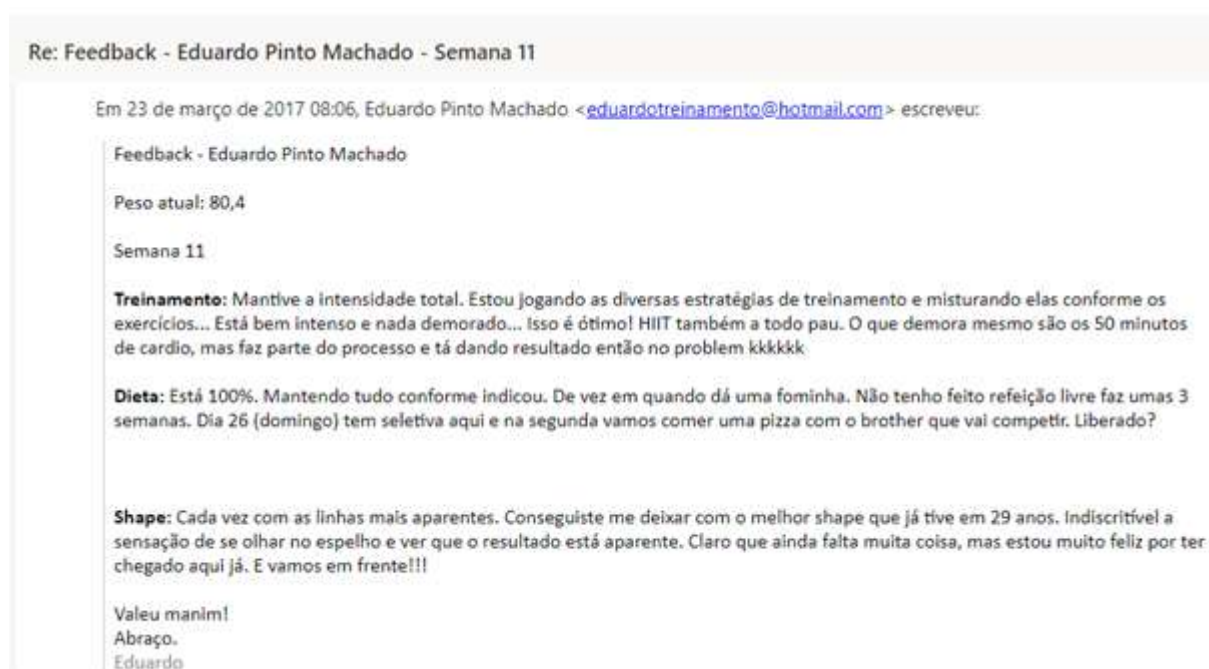 Re: Feedback - Eduardo Pinto Machado - Semana 11
Em 23 de março de 2017 08:06, Eduardo Pinto Machado <eduardotreinamento@hotmail.com> escreveu:
Feedback - Eduardo Pinto Machado
Peso atual: 80,4
Semana 11
Treinamento: Mantive a intensidade total. Estou jogando as diversas estratégias de treinamento e misturando elas conforme os
exercícios... Está bem intenso e nada demorado... Isso é ótimo! HIIT também a todo pau. O que demora mesmo são os 50 minutos
de cardio, mas faz parte do processo e tá dando resultado então no problem kkkkkk
Dieta: Está 100%. Mantendo tudo conforme indicou. De vez em quando dá uma fominha. Não tenho feito refeição livre faz umas 3
semanas. Dia 26 (domingo) tem seletiva aqui e na segunda vamos comer uma pizza com o brother que vai competir. Liberado?
Shape: Cada vez com as linhas mais aparentes. Conseguiste me deixar com o melhor shape que já tive em 29 anos. Indiscritível a
sensação de se olhar no espelho e ver que o resultado está aparente. Claro que ainda falta muita coisa, mas estou muito feliz por ter
chegado aqui já. E vamos em frente!!!
Valeu manim!
Abraço.
Eduardo